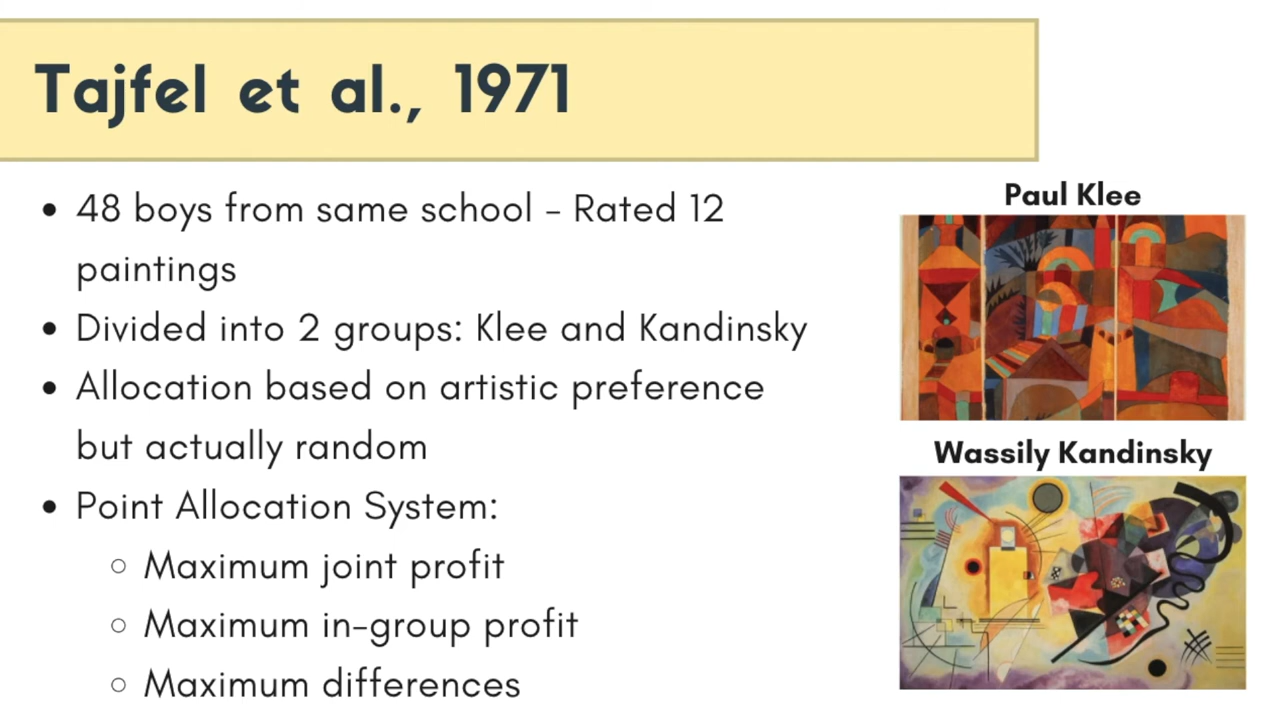 Tajfel et al., 1971
• 48 boys from same school - Rated 12
paintings
• Divided into 2 groups: Klee and Kandinsky
• Allocation based on artistic preference
but actually random
• Point Allocation System:
○ Maximum joint profit
○ Maximum in-group profit
○ Maximum differences
Paul Klee
Wassily Kandinsky